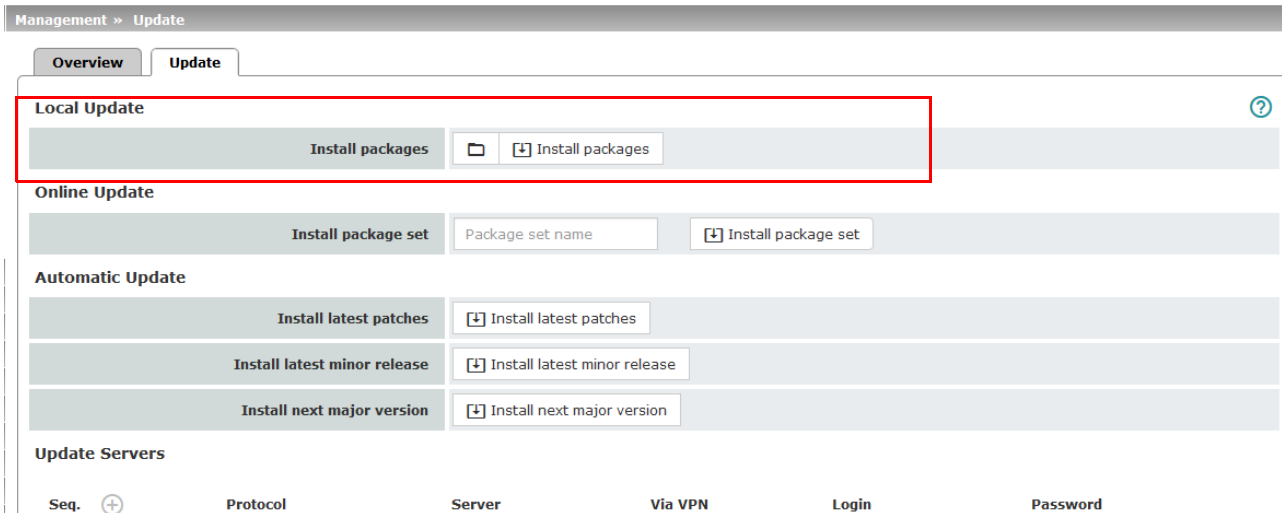 Management » Update
Overview Update
Local Update
Install packages Install packages
Online Update
Install package set Package set name Install package set
Automatic Update
Install latest patches Install latest patches
Install latest minor release Install latest minor release
Install next major version Install next major version
Update Servers
Seq. Protocol Server Via VPN Login Password